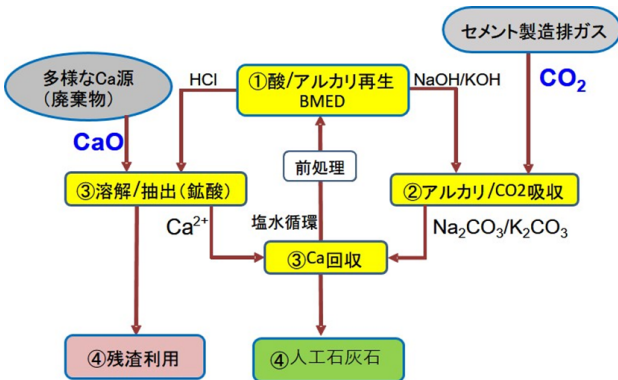 セメント製造排ガス
多様なCa源
(廃棄物)
HCl
①酸/アルカリ再生
BMED
NaOH/KOH
CO₂
CaO
前処理
③溶解/抽出(鉱酸)
②アルカリ/CO2吸収
Ca²⁺
塩水循環
Na₂CO₃/K₂CO₃
③Ca回収
④残渣利用
④人工石灰石